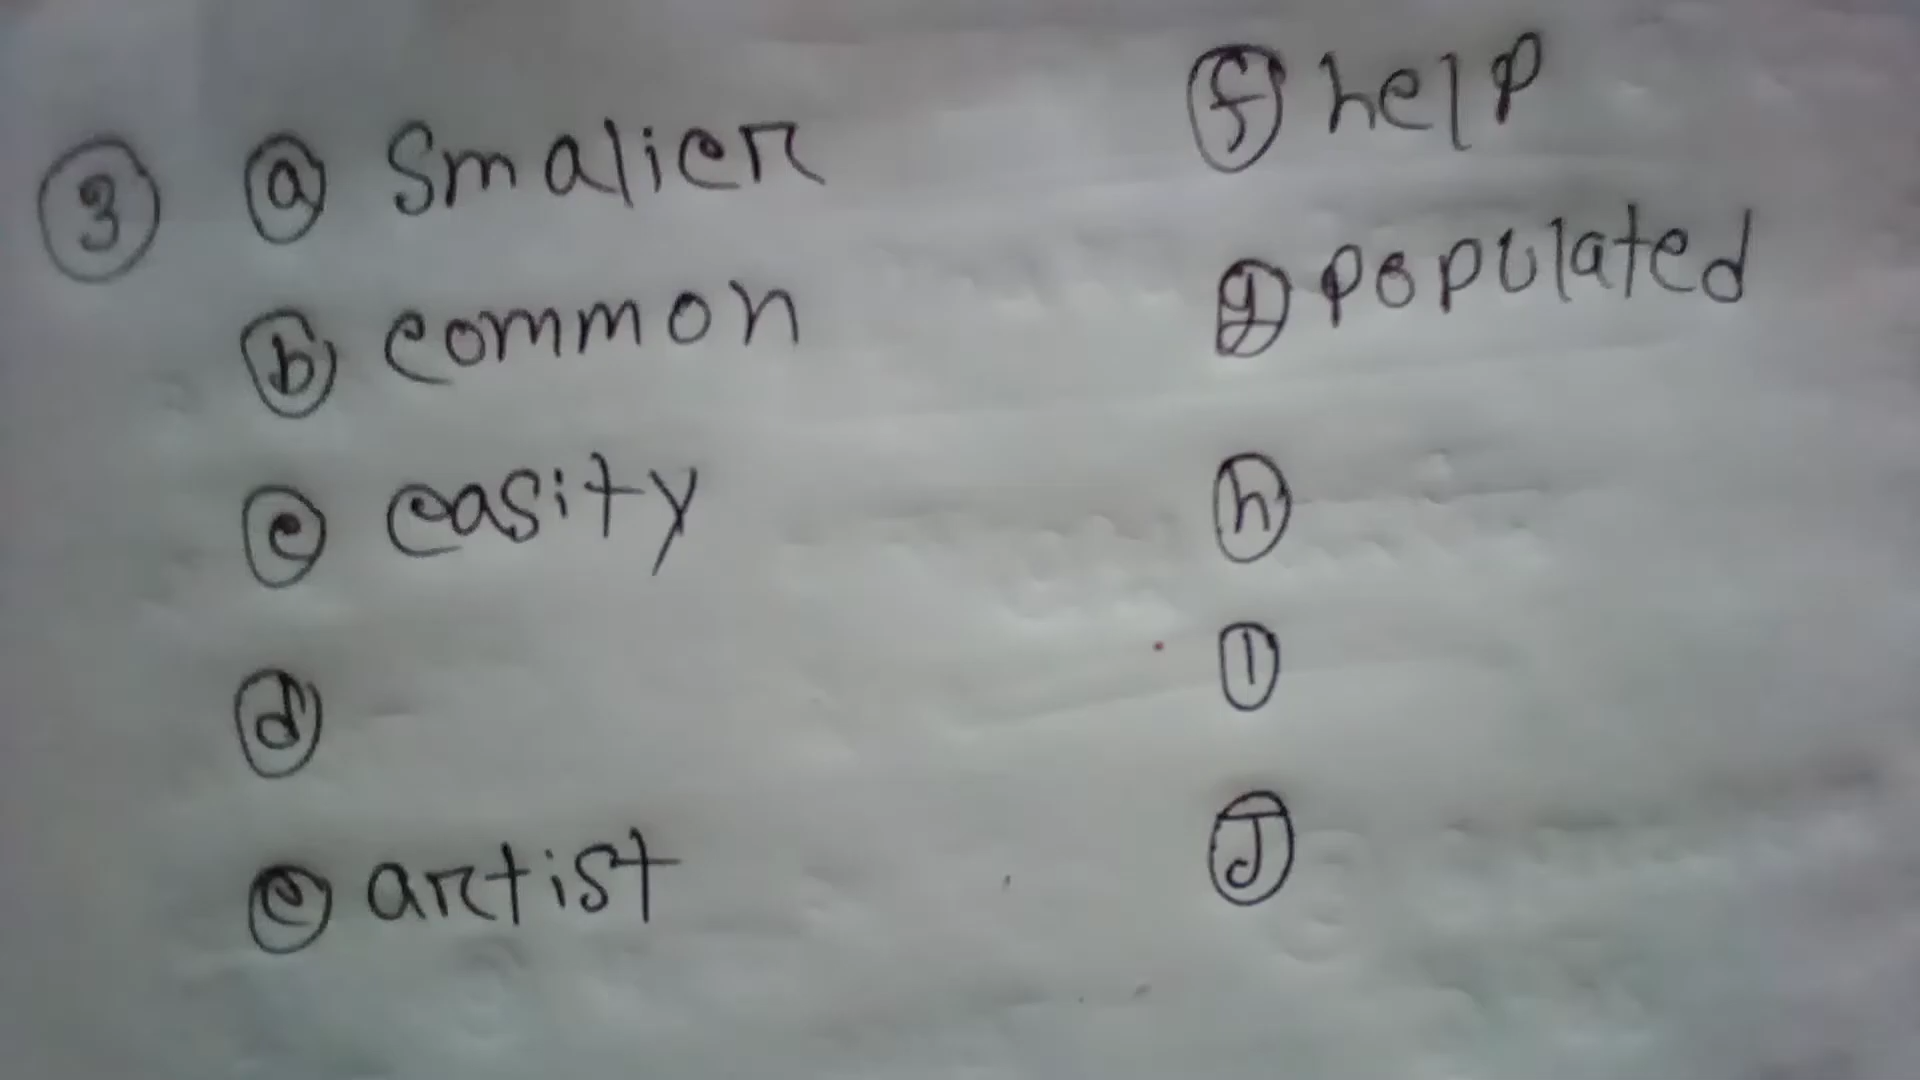 3 a smalier
b common
c easity
d
e artist
f help
g populated
h
i
J